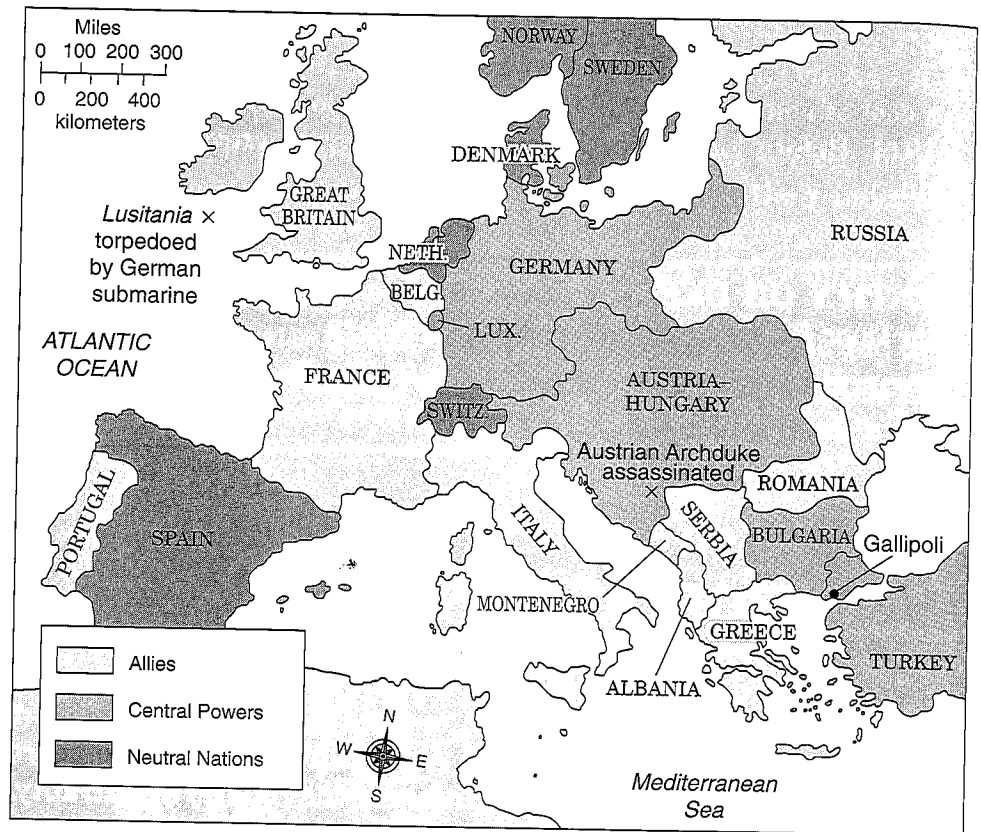 Miles
0 100 200 300
0 200 400
kilometers
NORWAY
SWEDEN
DENMARK
GREAT
BRITAIN
Lusitania ×
torpedoed
by German
submarine
NETH.
BELG.
LUX.
GERMANY
RUSSIA
ATLANTIC
OCEAN
FRANCE
SWITZ.
AUSTRIA–
HUNGARY
Austrian Archduke
assassinated
×
ROMANIA
PORTUGAL
SPAIN
ITALY
SERBIA
BULGARIA
Gallipoli
MONTENEGRO
GREECE
TURKEY
ALBANIA
Allies
Central Powers
Neutral Nations
N
W E
S
Mediterranean
Sea